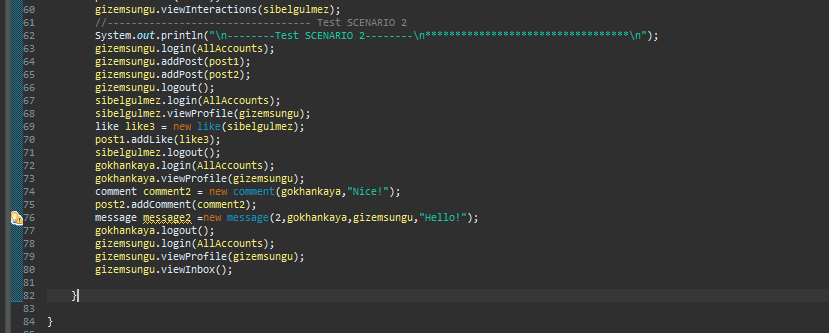 60 gizemsungu.viewInteractions(sibelgulmez);
61 //---------------------------------- Test SCENARIO 2
62 System.out.println("\n--------Test SCENARIO 2--------\n**********************************\n");
63 gizemsungu.login(AllAccounts);
64 gizemsungu.addPost(post1);
65 gizemsungu.addPost(post2);
66 gizemsungu.logout();
67 sibelgulmez.login(AllAccounts);
68 sibelgulmez.viewProfile(gizemsungu);
69 like like3 = new like(sibelgulmez);
70 post1.addLike(like3);
71 sibelgulmez.logout();
72 gokhankaya.login(AllAccounts);
73 gokhankaya.viewProfile(gizemsungu);
74 comment comment2 = new comment(gokhankaya,"Nice!");
75 post2.addComment(comment2);
76 message message2 =new message(2,gokhankaya,gizemsungu,"Hello!");
77 gokhankaya.logout();
78 gizemsungu.login(AllAccounts);
79 gizemsungu.viewProfile(gizemsungu);
80 gizemsungu.viewInbox();
81
82 }
83
84 }